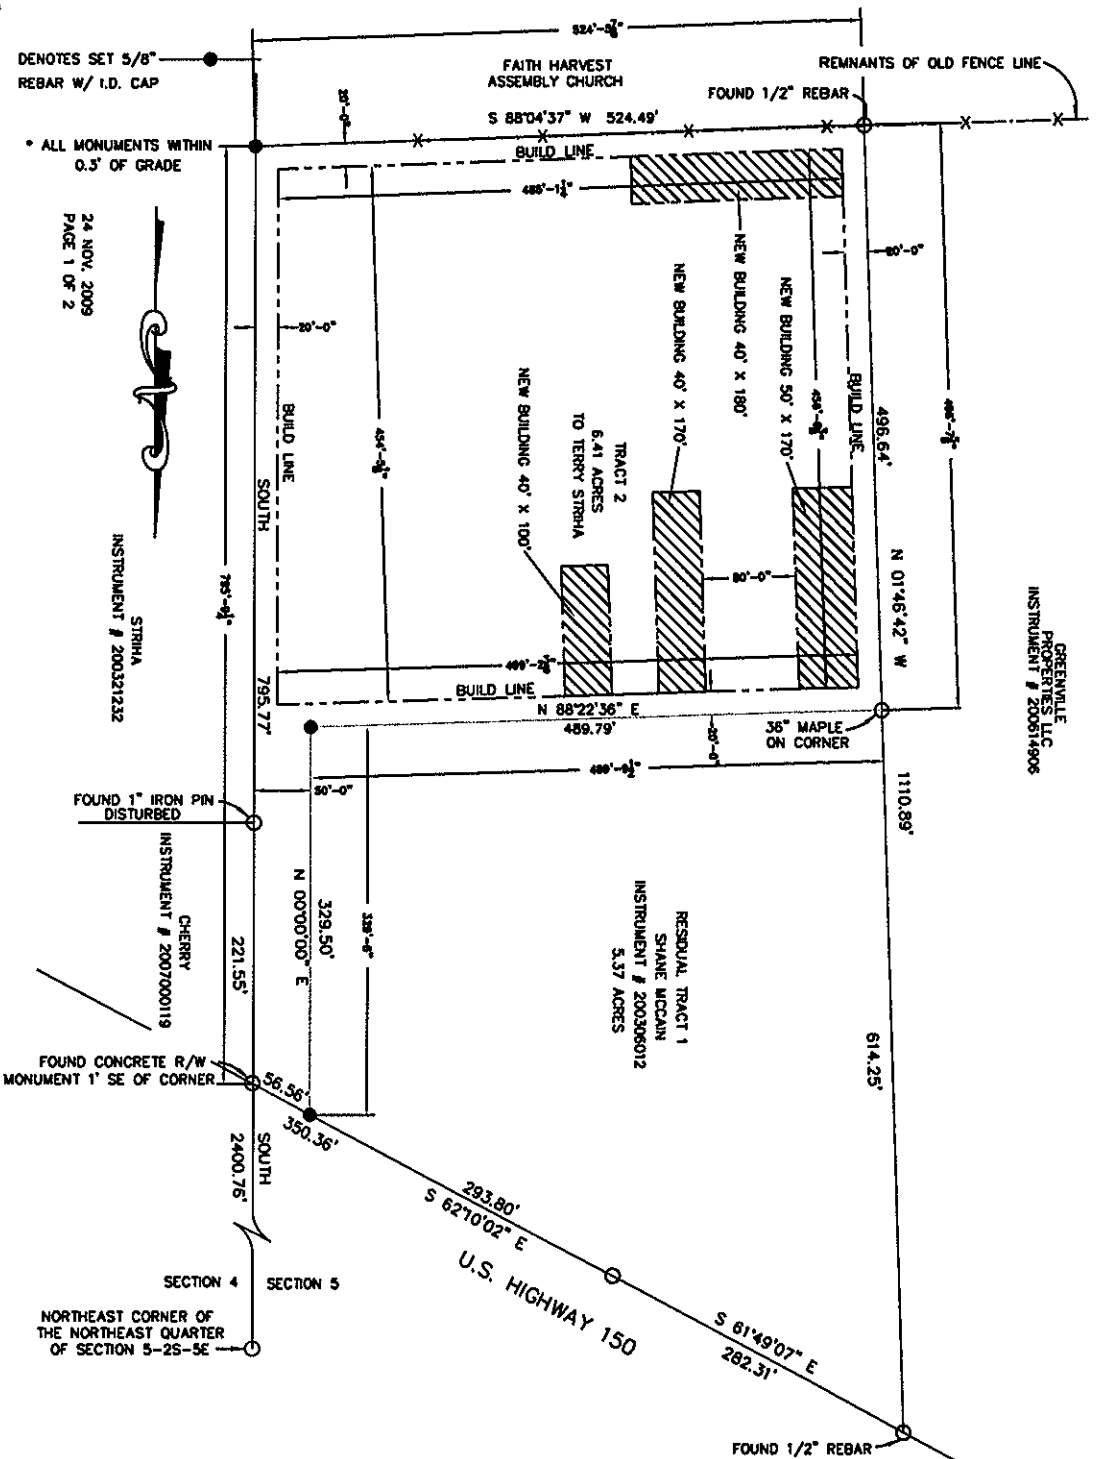 524'-5⅞"
DENOTES SET 5/8"
REBAR W/ I.D. CAP
FAITH HARVEST
ASSEMBLY CHURCH
REMNANTS OF OLD FENCE LINE
FOUND 1/2" REBAR
20'-0"
S 88°04'37" W 524.49'
* ALL MONUMENTS WITHIN
0.3' OF GRADE
BUILD LINE
24 NOV. 2009
PAGE 1 OF 2
20'-0"
20'-0"
NEW BUILDING 40' X 180'
NEW BUILDING 40' X 170'
NEW BUILDING 50' X 170'
NEW BUILDING 40' X 100'
BUILD LINE
BUILD LINE
496.64'
N 01°46'42" W
TRACT 2
6.41 ACRES
TO TERRY STRIHA
80'-0"
SOUTH
795.77'
STRIHA
INSTRUMENT # 200321232
GREENVILLE
PROPERTIES LLC
INSTRUMENT # 200614906
BUILD LINE
N 88°22'36" E
489.79'
36" MAPLE
ON CORNER
20'-0"
489'-9½"
50'-0"
FOUND 1" IRON PIN
DISTURBED
1110.89'
CHERRY
INSTRUMENT # 2007000119
221.55'
N 00°00'00" E
329.50'
329'-6"
RESIDUAL TRACT 1
SHANE MCCAIN
INSTRUMENT # 200306012
5.37 ACRES
614.25'
FOUND CONCRETE R/W
MONUMENT 1' SE OF CORNER
56.56'
350.36'
SOUTH
2400.76'
293.80'
S 62°10'02" E
U.S. HIGHWAY 150
SECTION 4
SECTION 5
NORTHEAST CORNER OF
THE NORTHEAST QUARTER
OF SECTION 5-2S-5E
S 61°49'07" E
282.31'
FOUND 1/2" REBAR